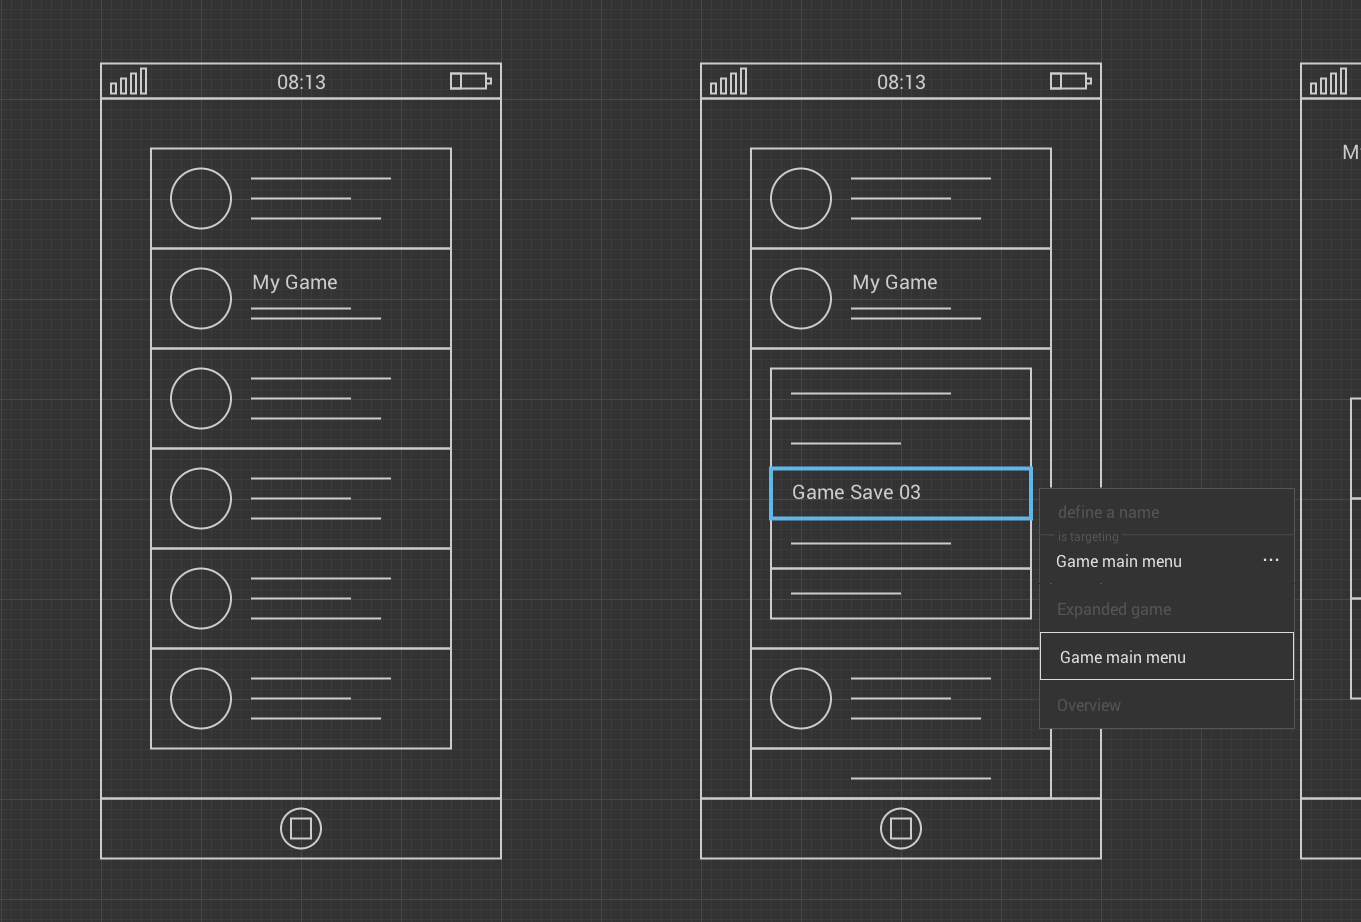 08:13
My Game
08:13
My Game
Game Save 03
define a name
is targeting
Game main menu
...
Expanded game
Game main menu
Overview